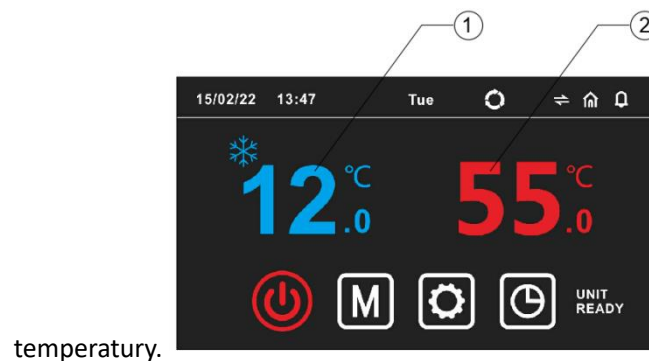 1 2
15/02/22 13:47 Tue
12.0 °C 55.0 °C
M UNIT
READY
temperatury.